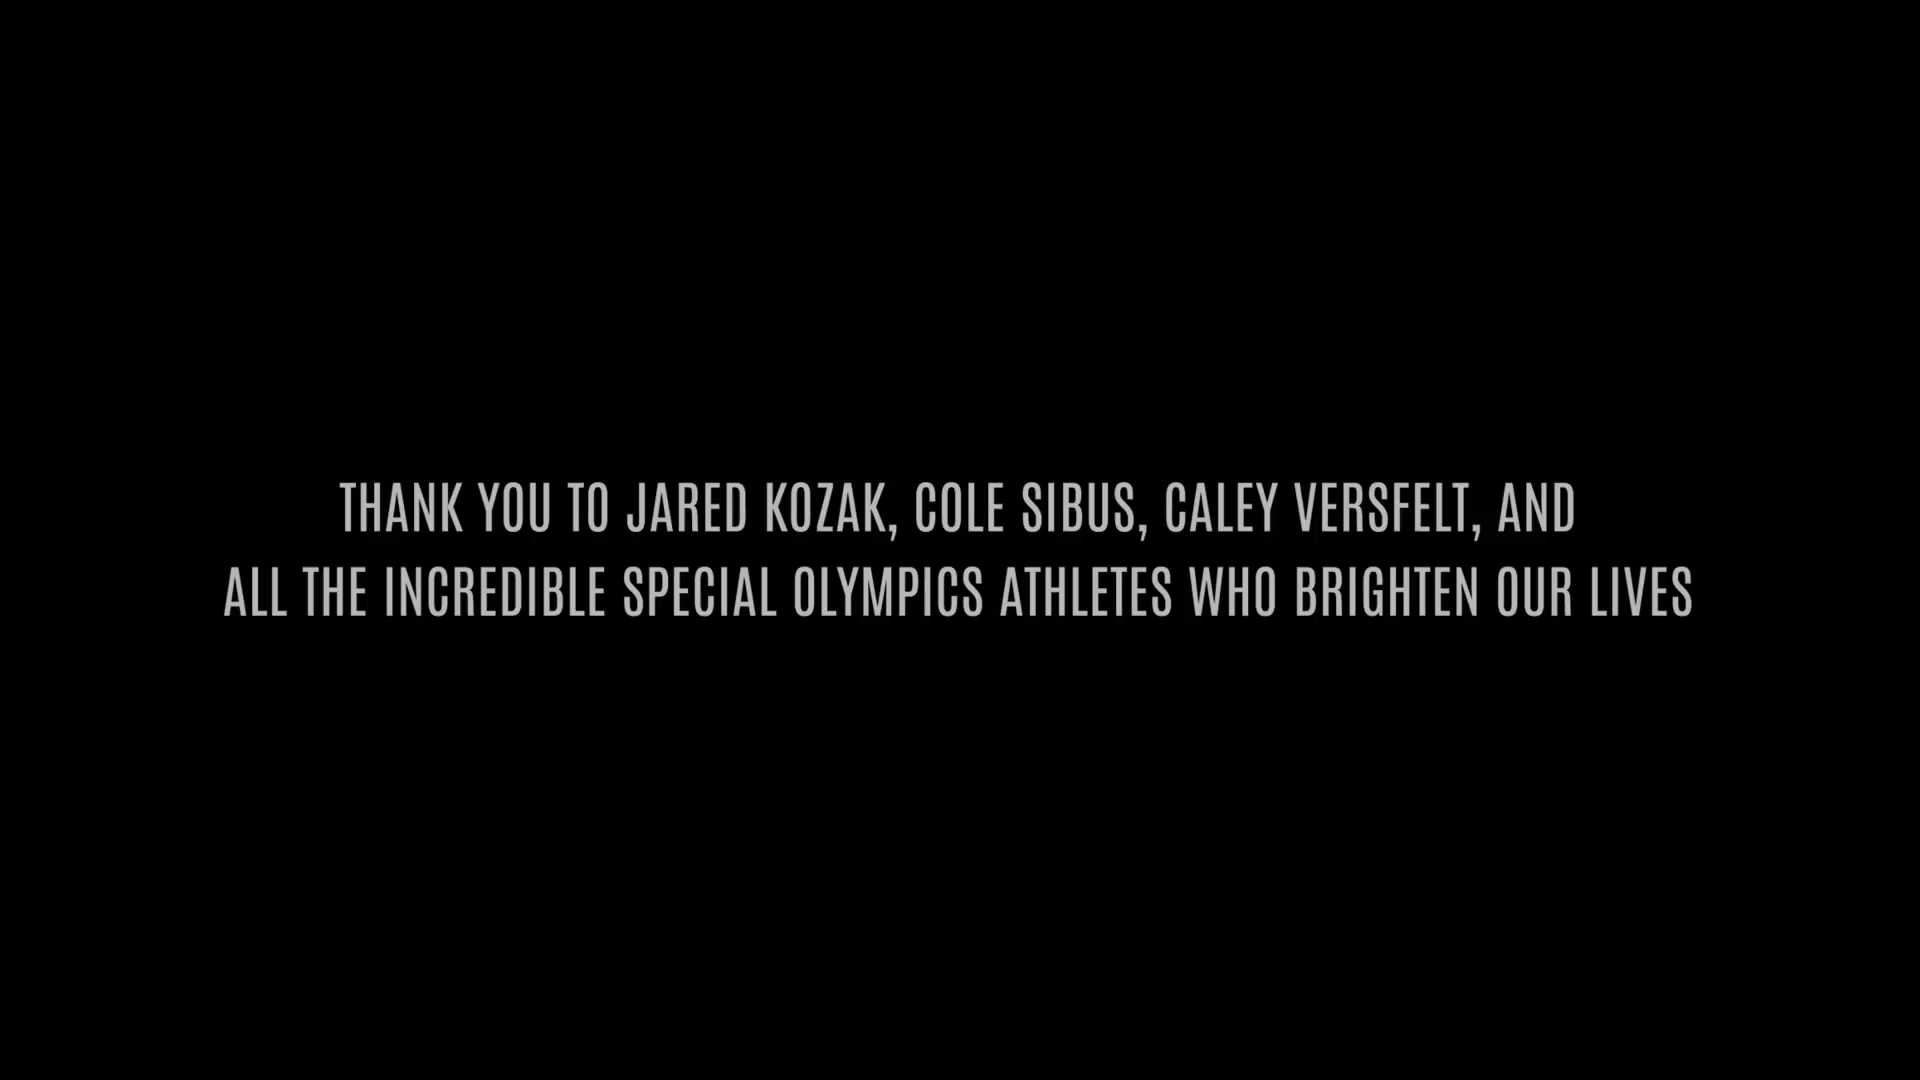 THANK YOU TO JARED KOZAK, COLE SIBUS, CALEY VERSFELT, AND
ALL THE INCREDIBLE SPECIAL OLYMPICS ATHLETES WHO BRIGHTEN OUR LIVES